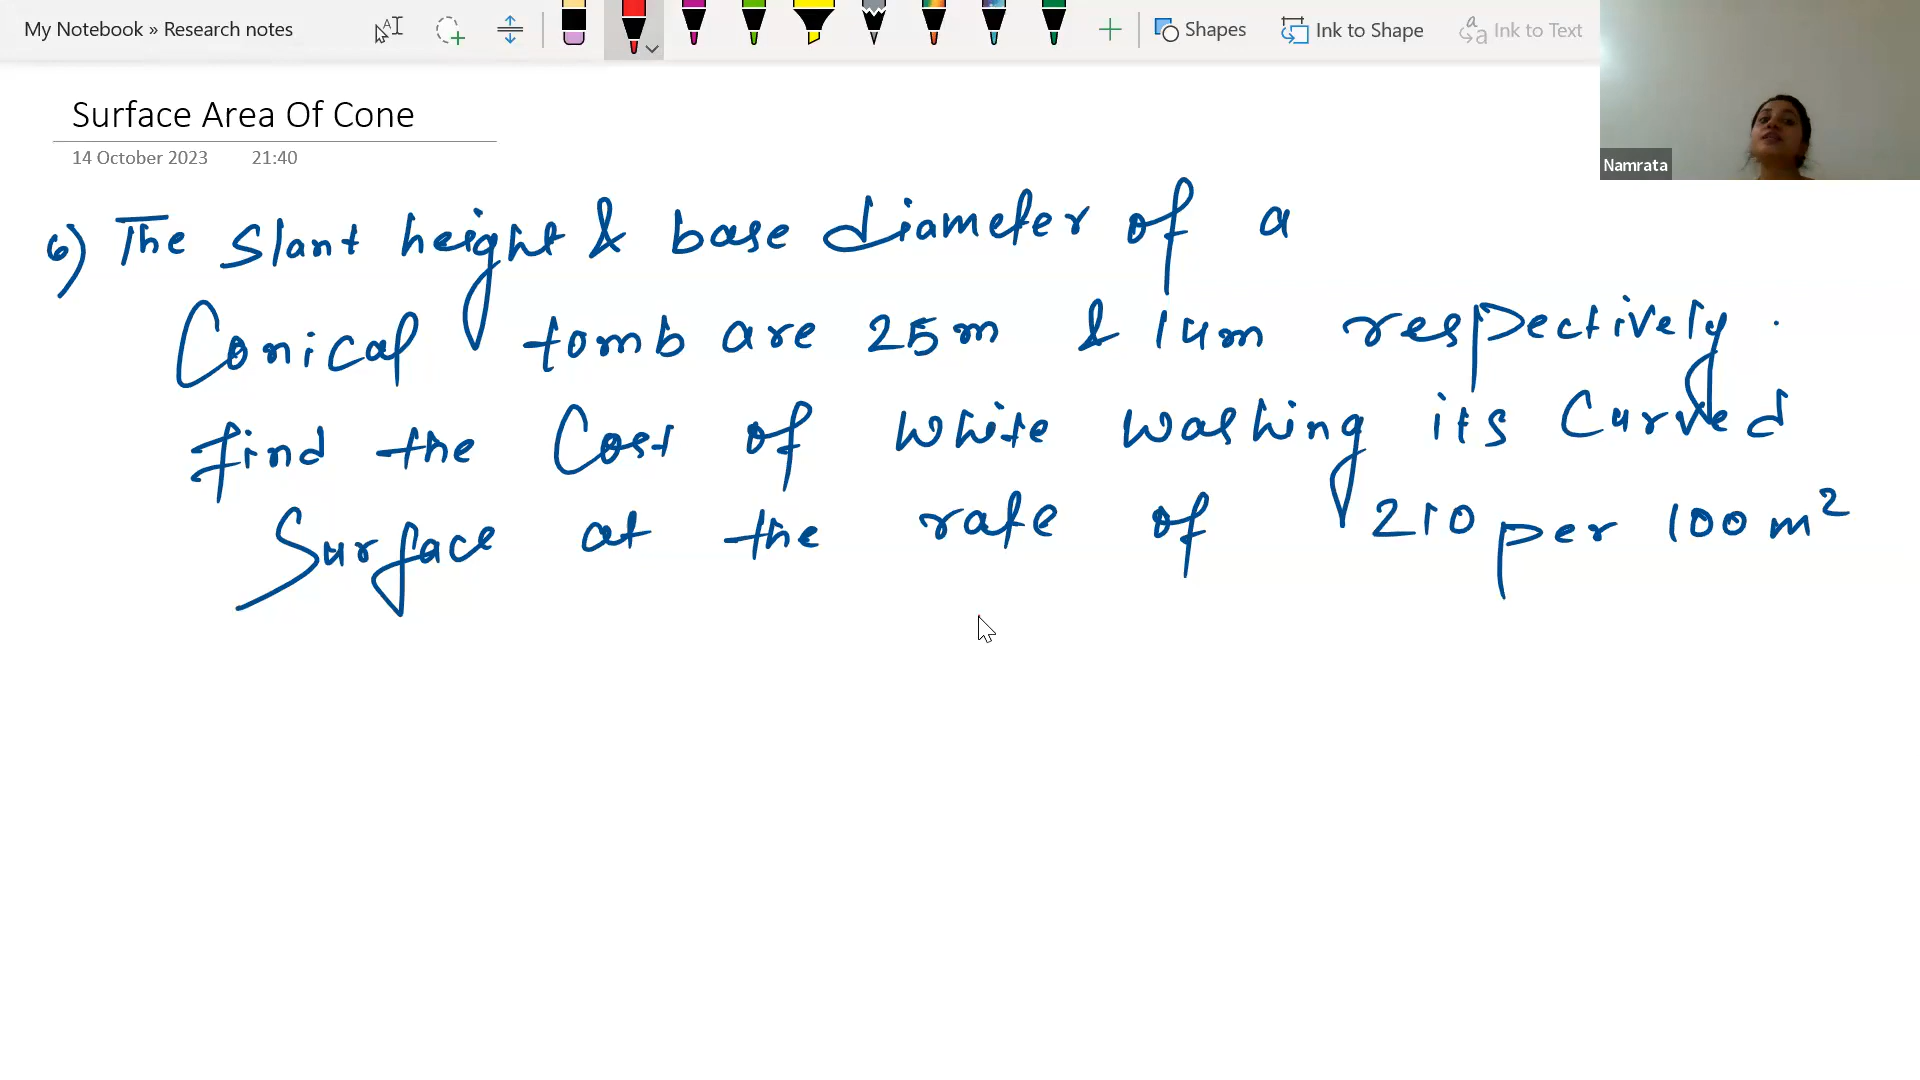 My Notebook » Research notes
Shapes
Ink to Shape
Ink to Text
Surface Area Of Cone
14 October 2023 21:40
Namrata
6) The Slant height & base diameter of a
Conical tomb are 25m & 14m respectively.
find the Cost of white washing its Curved
Surface at the rate of 210 per 100 m²